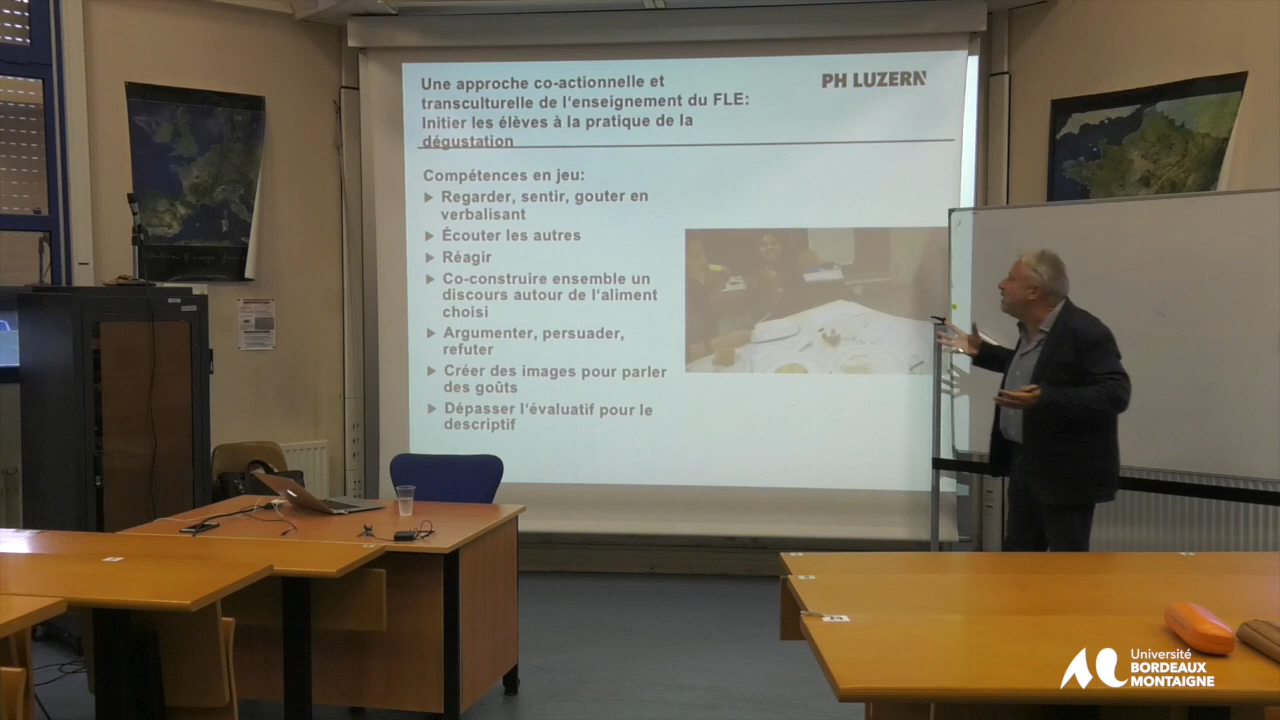 Une approche co-actionnelle et
transculturelle de l'enseignement du FLE:
Initier les élèves à la pratique de la
dégustation
PH LUZERN
Compétences en jeu:
Regarder, sentir, gouter en
verbalisant
Écouter les autres
Réagir
Co-construire ensemble un
discours autour de l'aliment
choisi
Argumenter, persuader,
refuter
Créer des images pour parler
des goûts
Dépasser l'évaluatif pour le
descriptif
Université
BORDEAUX
MONTAIGNE